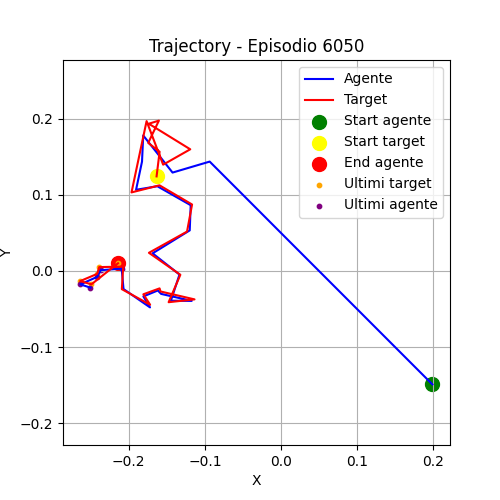 Trajectory - Episodio 6050
Agente
Target
Start agente
Start target
End agente
Ultimi target
Ultimi agente
Y
0.2
0.1
0.0
−0.1
−0.2
−0.2
−0.1
0.0
0.1
0.2
X